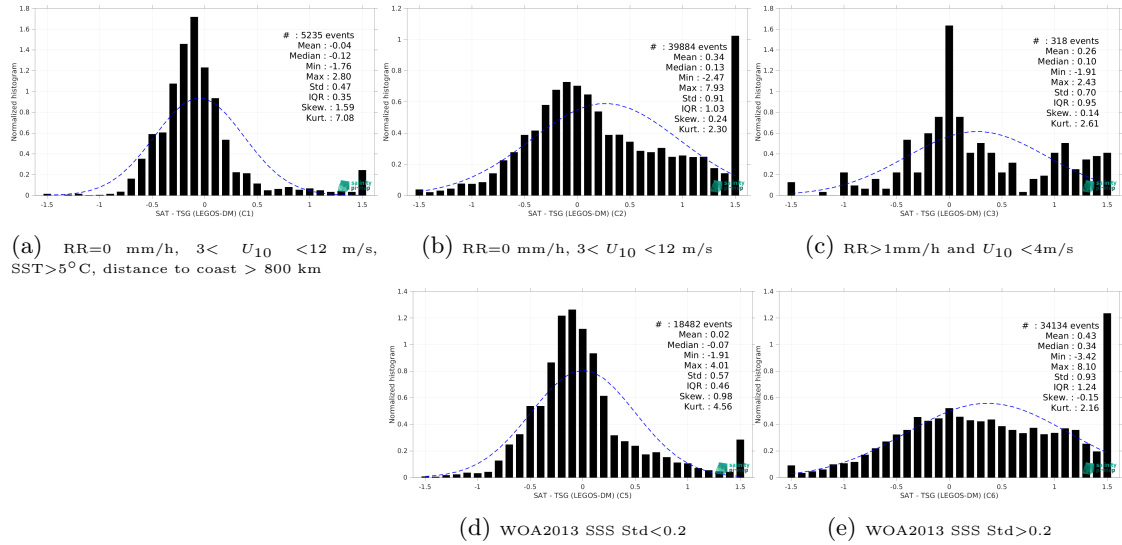 Normalized histogram
1.8
1.6
1.4
1.2
1
0.8
0.6
0.4
0.2
0
-1.5 -1 -0.5 0 0.5 1 1.5
SAT - TSG (LEGOS-DM) (C1)
# : 5235 events
Mean : -0.04
Median : -0.12
Min : -1.76
Max : 2.80
Std : 0.47
IQR : 0.35
Skew. : 1.59
Kurt. : 7.08
salinity
(a) RR=0 mm/h, 3< U10 <12 m/s,
SST>5°C, distance to coast > 800 km
Normalized histogram
1.2
1
0.8
0.6
0.4
0.2
0
-1.5 -1 -0.5 0 0.5 1 1.5
SAT - TSG (LEGOS-DM) (C2)
# : 39884 events
Mean : 0.34
Median : 0.13
Min : -2.47
Max : 7.93
Std : 0.91
IQR : 1.03
Skew. : 0.24
Kurt. : 2.30
(b) RR=0 mm/h, 3< U10 <12 m/s
Normalized histogram
1.8
1.6
1.4
1.2
1
0.8
0.6
0.4
0.2
0
-1.5 -1 -0.5 0 0.5 1 1.5
SAT - TSG (LEGOS-DM) (C3)
# : 318 events
Mean : 0.26
Median : 0.10
Min : -1.91
Max : 2.43
Std : 0.70
IQR : 0.95
Skew. : 0.14
Kurt. : 2.61
(c) RR>1mm/h and U10 <4m/s
Normalized histogram
1.4
1.2
1
0.8
0.6
0.4
0.2
0
-1.5 -1 -0.5 0 0.5 1 1.5
SAT - TSG (LEGOS-DM) (C5)
# : 18482 events
Mean : 0.02
Median : -0.07
Min : -1.91
Max : 4.01
Std : 0.57
IQR : 0.46
Skew. : 0.98
Kurt. : 4.56
(d) WOA2013 SSS Std<0.2
Normalized histogram
1.4
1.2
1
0.8
0.6
0.4
0.2
0
-1.5 -1 -0.5 0 0.5 1 1.5
SAT - TSG (LEGOS-DM) (C6)
# : 34134 events
Mean : 0.43
Median : 0.34
Min : -3.42
Max : 8.10
Std : 0.93
IQR : 1.24
Skew. : -0.15
Kurt. : 2.16
(e) WOA2013 SSS Std>0.2